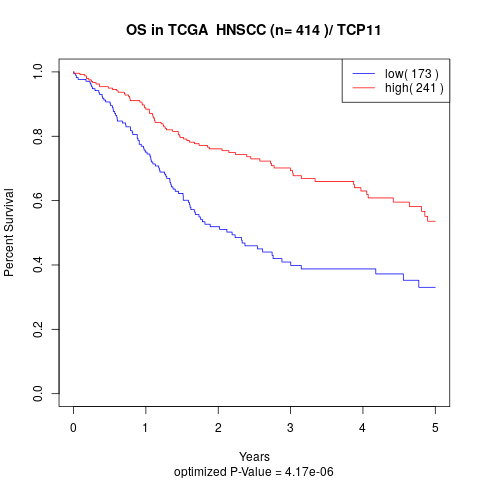 OS in TCGA  HNSCC (n= 414 )/ TCP11
low( 173 )
high( 241 )
Percent Survival
1.0
0.8
0.6
0.4
0.2
0.0
0 1 2 3 4 5
Years
optimized P-Value = 4.17e-06